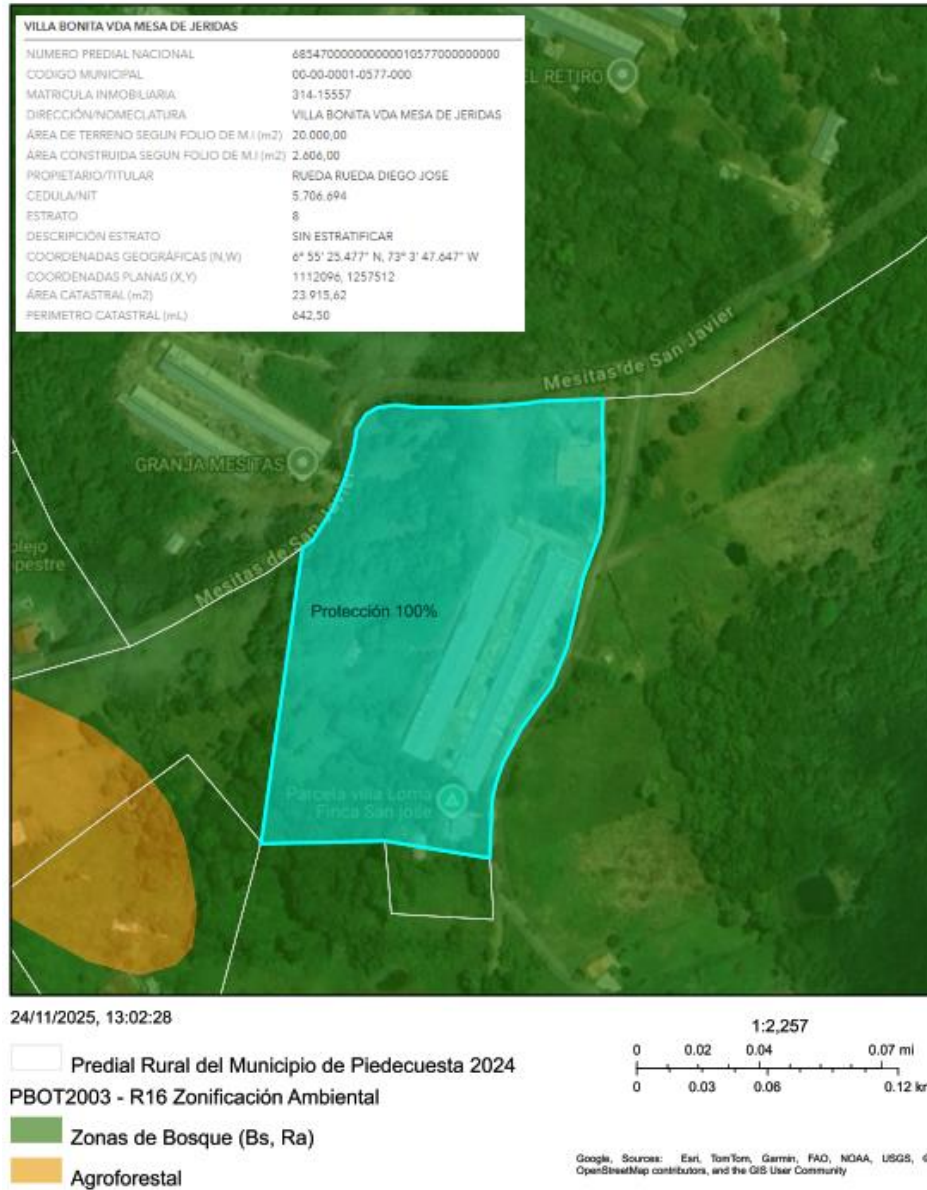 VILLA BONITA VDA MESA DE JERIDAS
NUMERO PREDIAL NACIONAL 685470000000000010577000000000
CODIGO MUNICIPAL 00-00-0001-0577-000
MATRICULA INMOBILIARIA 314-15557
DIRECCIÓN/NOMECLATURA VILLA BONITA VDA MESA DE JERIDAS
ÁREA DE TERRENO SEGUN FOLIO DE M.I (m2) 20.000,00
ÁREA CONSTRUIDA SEGUN FOLIO DE M.I (m2) 2.606,00
PROPIETARIO/TITULAR RUEDA RUEDA DIEGO JOSE
CEDULA/NIT 5.706.694
ESTRATO 8
DESCRIPCIÓN ESTRATO SIN ESTRATIFICAR
COORDENADAS GEOGRÁFICAS (N,W) 6° 55' 25.477" N, 73° 3' 47.647" W
COORDENADAS PLANAS (X,Y) 1112096, 1257512
ÁREA CATASTRAL (m2) 23.915,62
PERIMETRO CATASTRAL (mL) 642,50
EL RETIRO
Mesitas de San Javier
GRANJA MESITAS
Mesitas de San
Protección 100%
Parcela villa Loma
Finca San jose
24/11/2025, 13:02:28
1:2,257
0 0.02 0.04 0.07 mi
0 0.03 0.06 0.12 km
Predial Rural del Municipio de Piedecuesta 2024
PBOT2003 - R16 Zonificación Ambiental
Zonas de Bosque (Bs, Ra)
Agroforestal
Google, Sources: Esri, TomTom, Garmin, FAO, NOAA, USGS, ©
OpenStreetMap contributors, and the GIS User Community